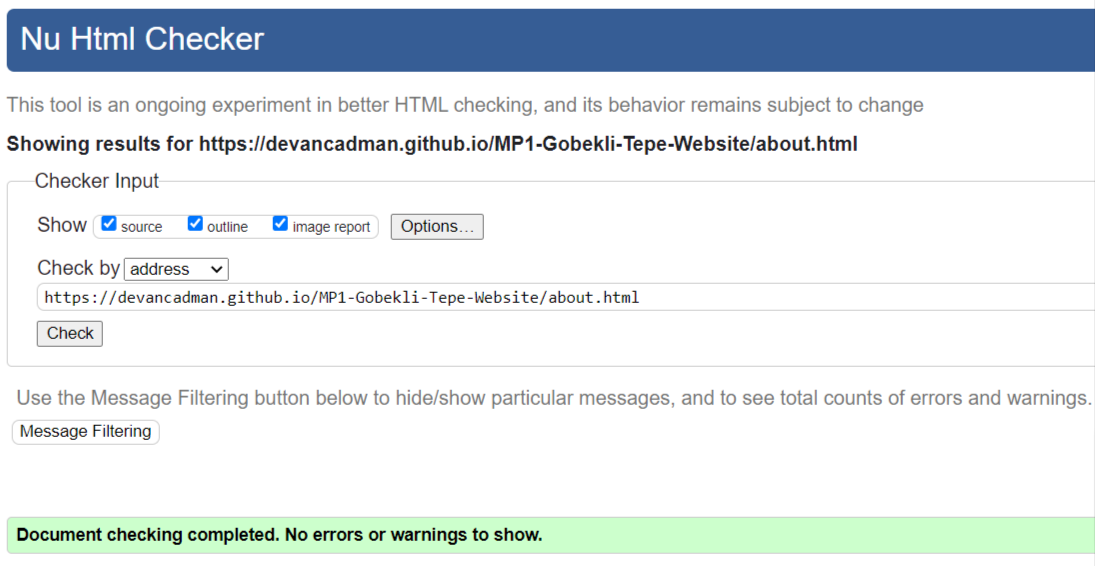 Nu Html Checker
This tool is an ongoing experiment in better HTML checking, and its behavior remains subject to change
Showing results for https://devancadman.github.io/MP1-Gobekli-Tepe-Website/about.html
Checker Input
Show source outline image report Options...
Check by address
https://devancadman.github.io/MP1-Gobekli-Tepe-Website/about.html
Check
Use the Message Filtering button below to hide/show particular messages, and to see total counts of errors and warnings.
Message Filtering
Document checking completed. No errors or warnings to show.